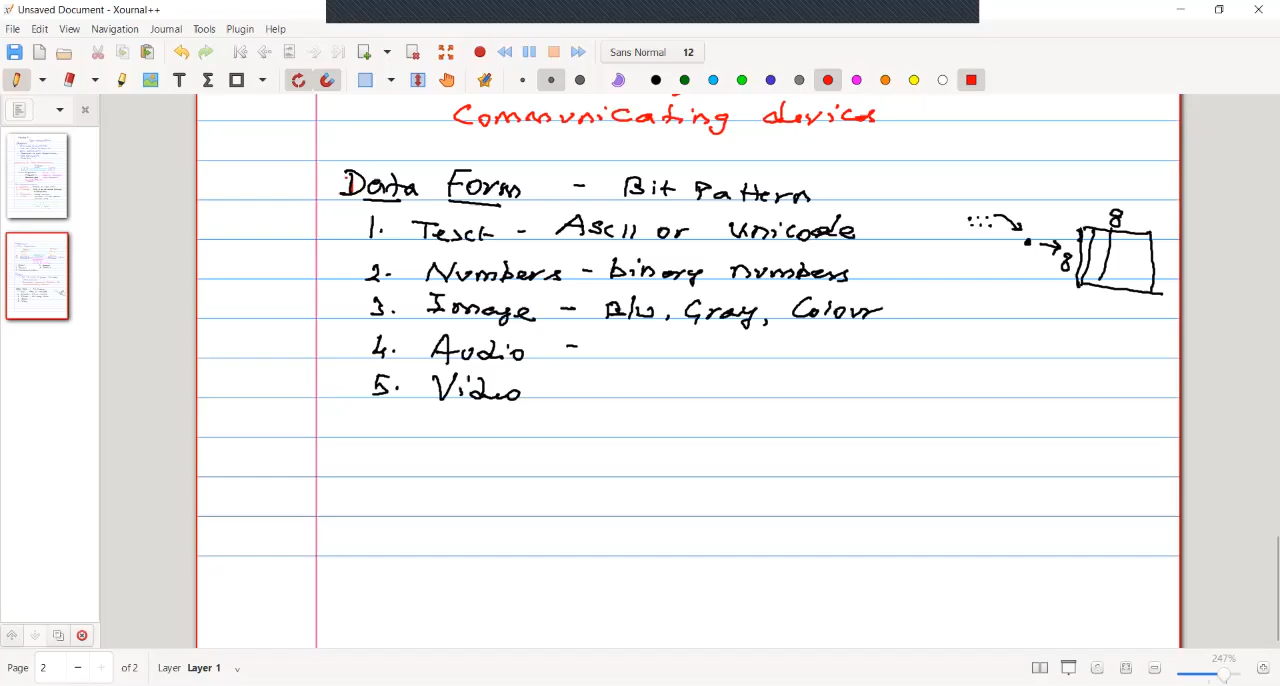 Unsaved Document - Xournal++
File Edit View Navigation Journal Tools Plugin Help
Sans Normal 12
Communicating devices
Data Form - Bit Pattern
1. Text - Ascii or unicode
2. Numbers - binary numbers
3. Image - B/w, Gray, Colour
4. Audio -
5. Video
8
8
Page 2 of 2 Layer Layer 1
247%